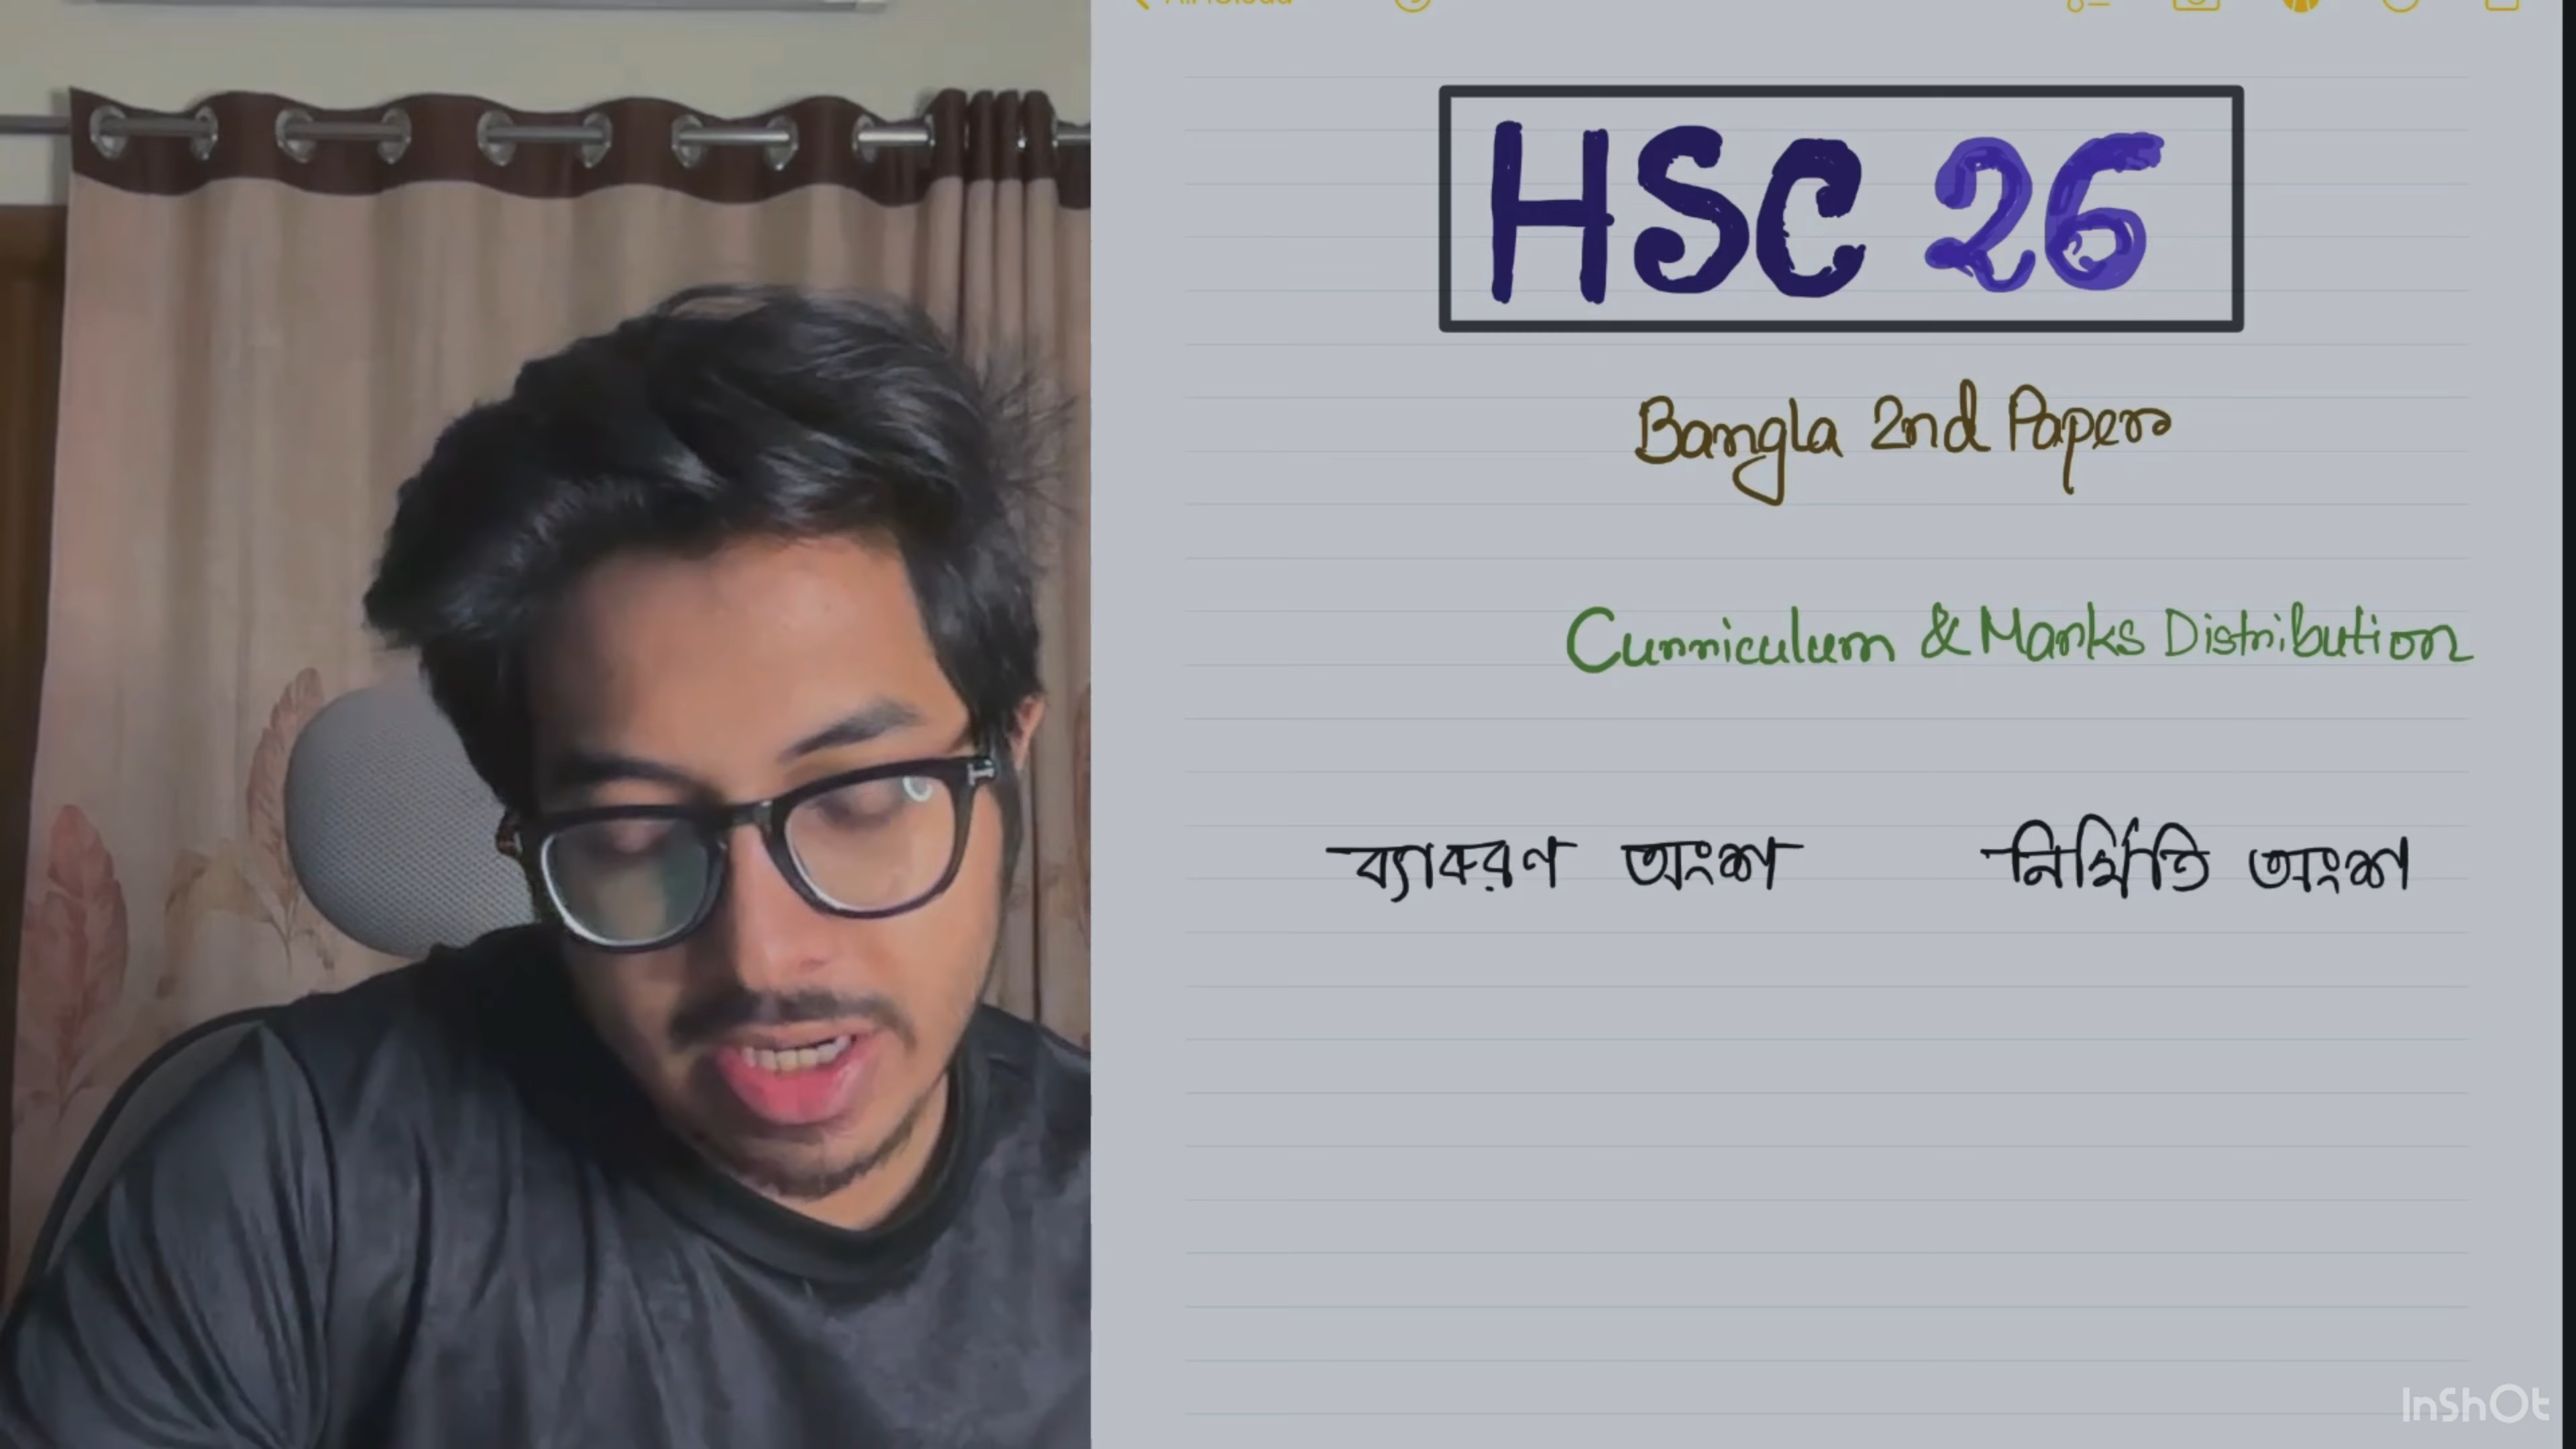 HSC 26
Bangla 2nd Paper
Curriculum & Marks Distribution
ব্যাকরণ অংশ নির্মিতি অংশ
InShOt